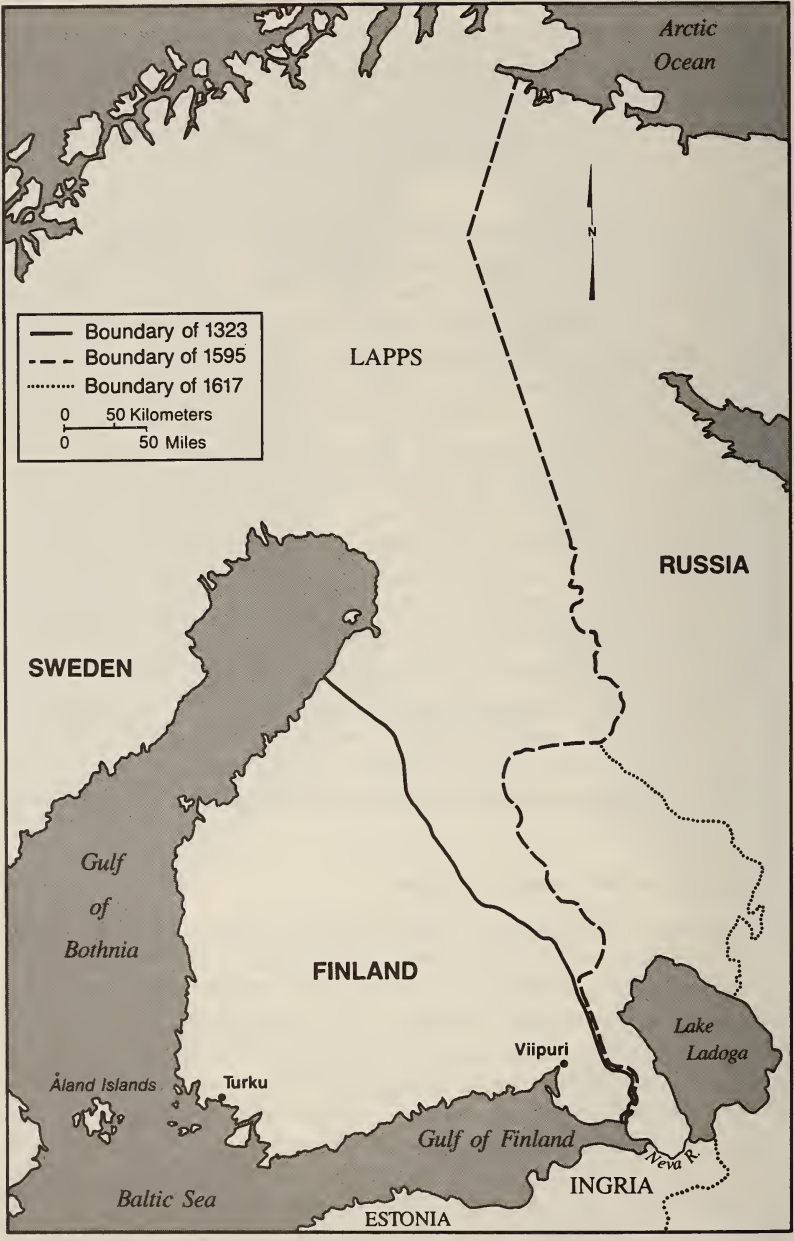 Arctic
Ocean
N
Boundary of 1323
Boundary of 1595
Boundary of 1617
0 50 Kilometers
0 50 Miles
LAPPS
RUSSIA
SWEDEN
Gulf
of
Bothnia
FINLAND
Lake
Ladoga
Viipuri
Åland Islands
Turku
Gulf of Finland
Neva R.
INGRIA
Baltic Sea
ESTONIA